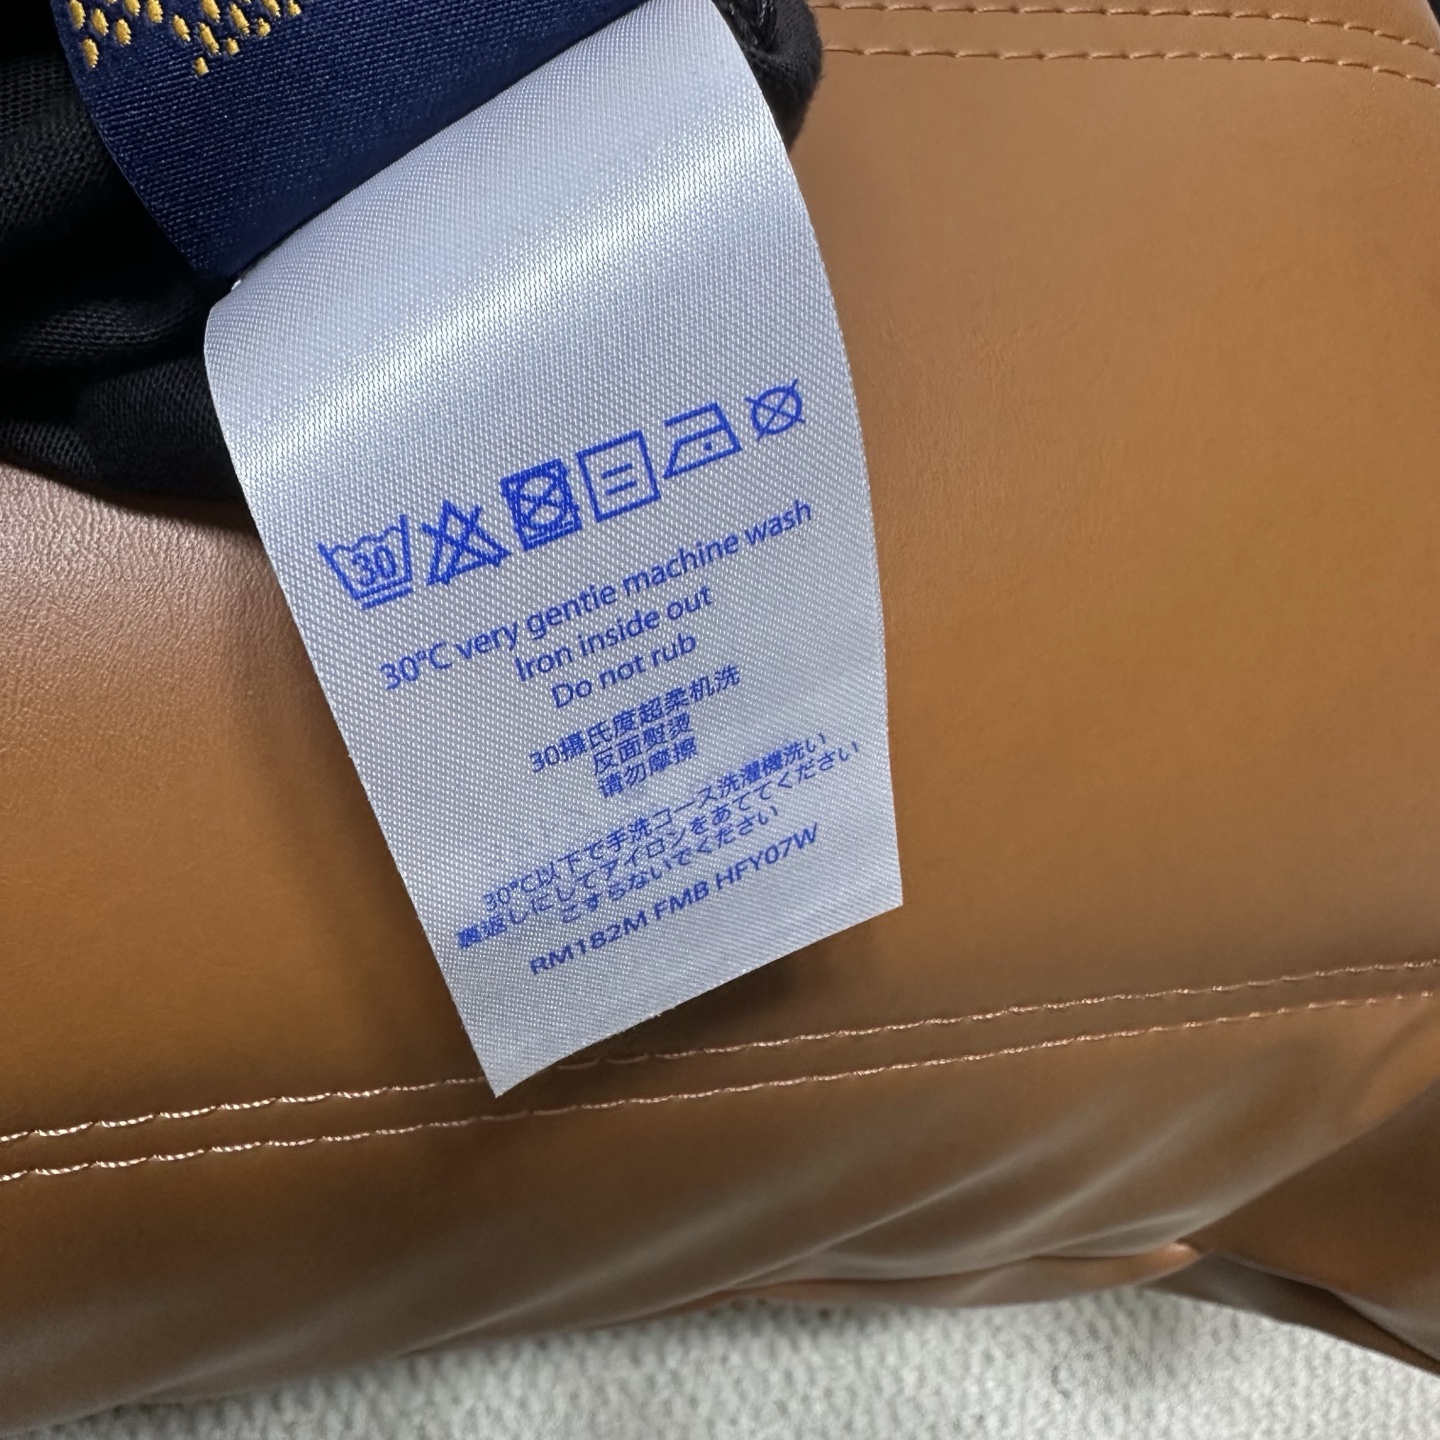 30
30°C very gentle machine wash
Iron inside out
Do not rub
30攝氏度超柔机洗
反面熨烫
请勿摩擦
30°C以下で手洗コース洗濯機洗い
裏返しにしてアイロンをあててください
こすらないでください
RM182M FMB HFY07W